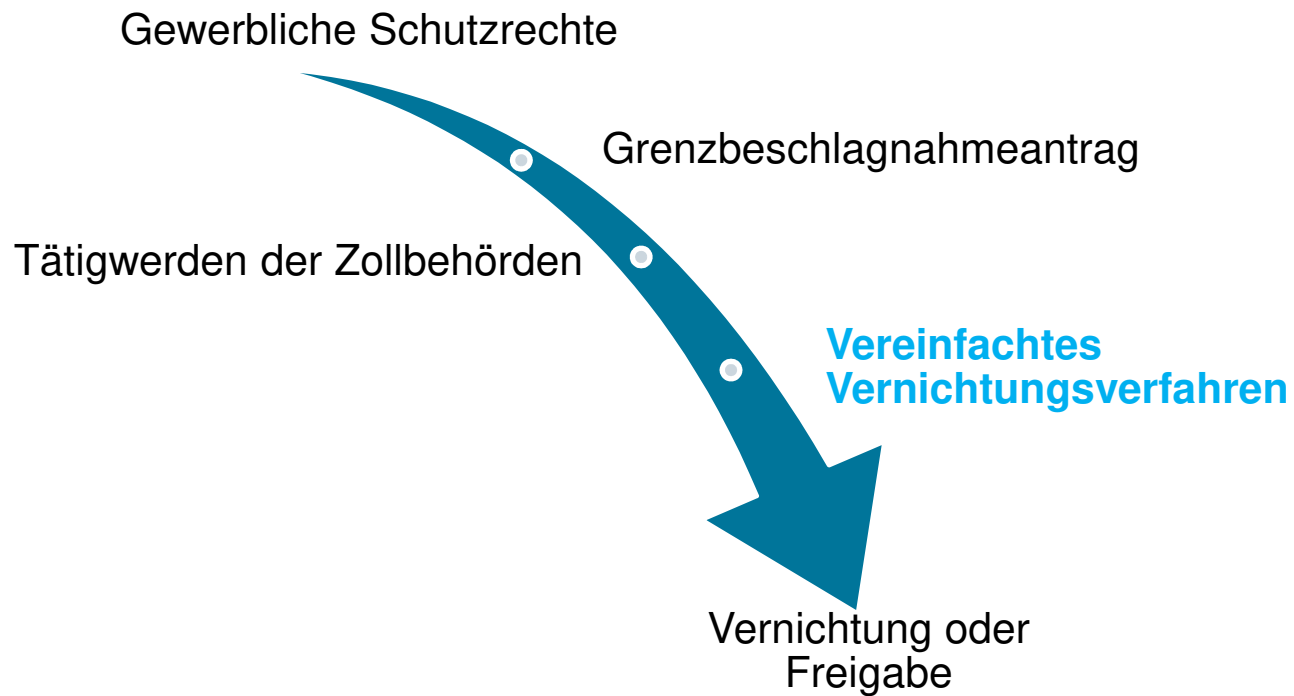 Gewerbliche Schutzrechte
Grenzbeschlagnahmeantrag
Tätigwerden der Zollbehörden
Vereinfachtes
Vernichtungsverfahren
Vernichtung oder
Freigabe